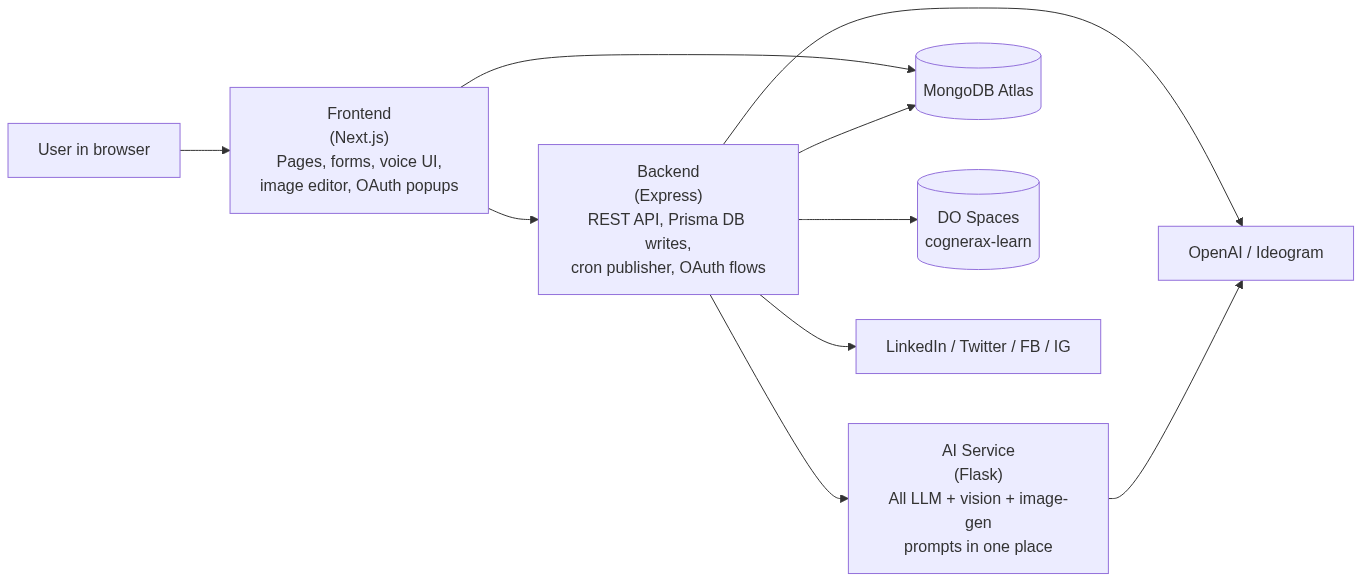 User in browser
Frontend
(Next.js)
Pages, forms, voice UI,
image editor, OAuth popups
Backend
(Express)
REST API, Prisma DB
writes,
cron publisher, OAuth flows
MongoDB Atlas
DO Spaces
cognerax-learn
LinkedIn / Twitter / FB / IG
AI Service
(Flask)
All LLM + vision + image-
gen
prompts in one place
OpenAI / Ideogram